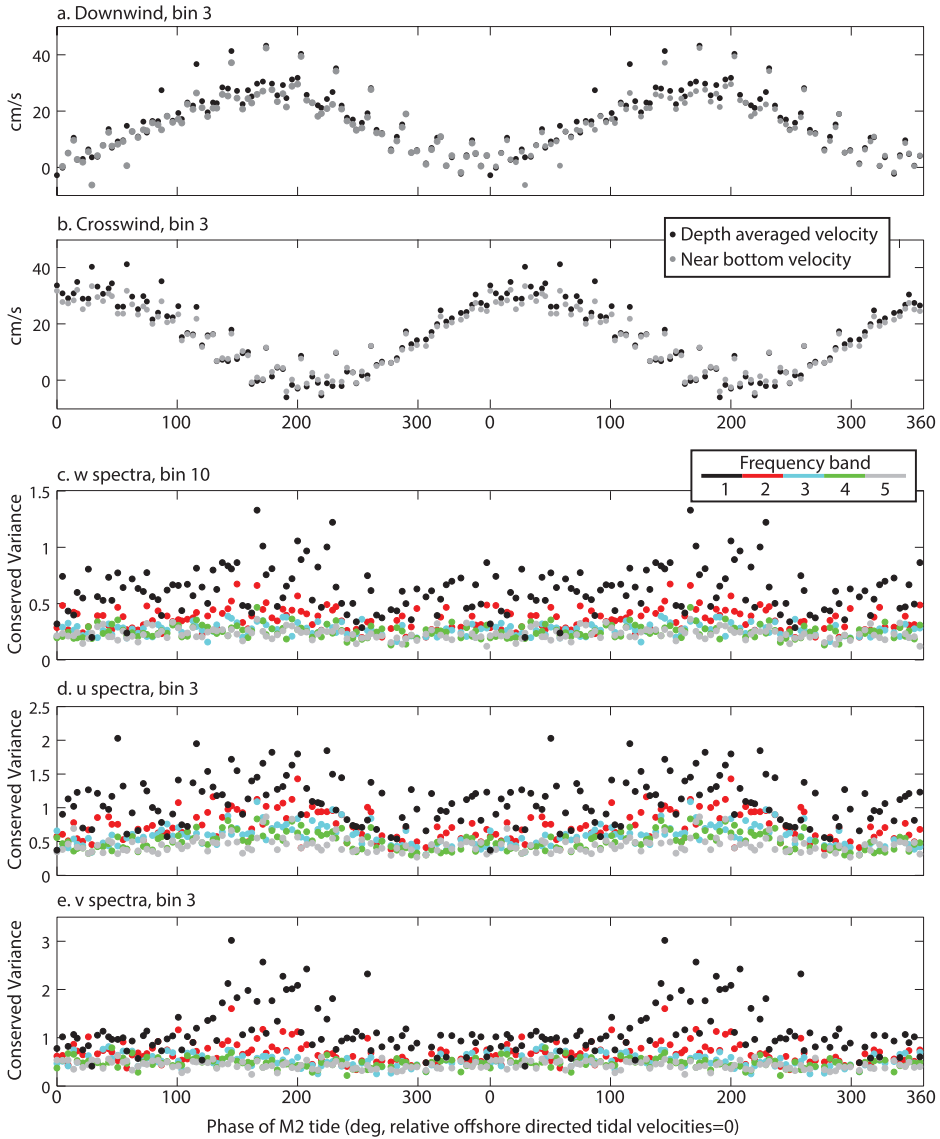 a. Downwind, bin 3
40
20
0
cm/s
b. Crosswind, bin 3
Depth averaged velocity
Near bottom velocity
40
20
0
cm/s
0 100 200 300 0 100 200 300 360
c. w spectra, bin 10
Frequency band
1 2 3 4 5
1.5
1
0.5
0
Conserved Variance
d. u spectra, bin 3
2.5
2
1.5
1
0.5
0
Conserved Variance
e. v spectra, bin 3
3
2
1
0
Conserved Variance
0 100 200 300 0 100 200 300 360
Phase of M2 tide (deg, relative offshore directed tidal velocities=0)